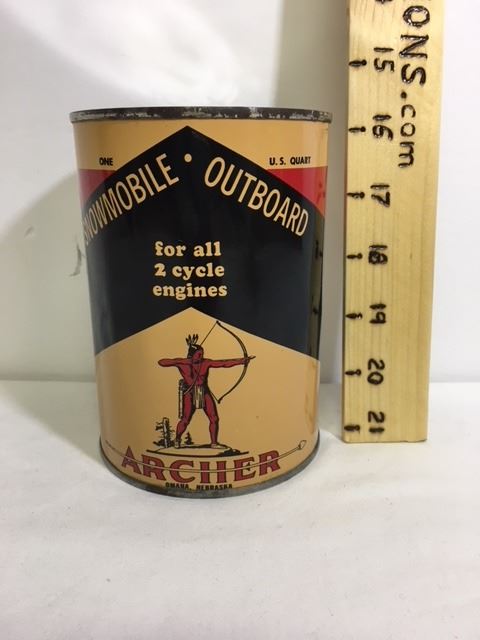 ONE U.S. QUART
SNOWMOBILE • OUTBOARD
for all
2 cycle
engines
ARCHER
OMAHA, NEBRASKA
ONS.com
15
16
17
18
19
20
21